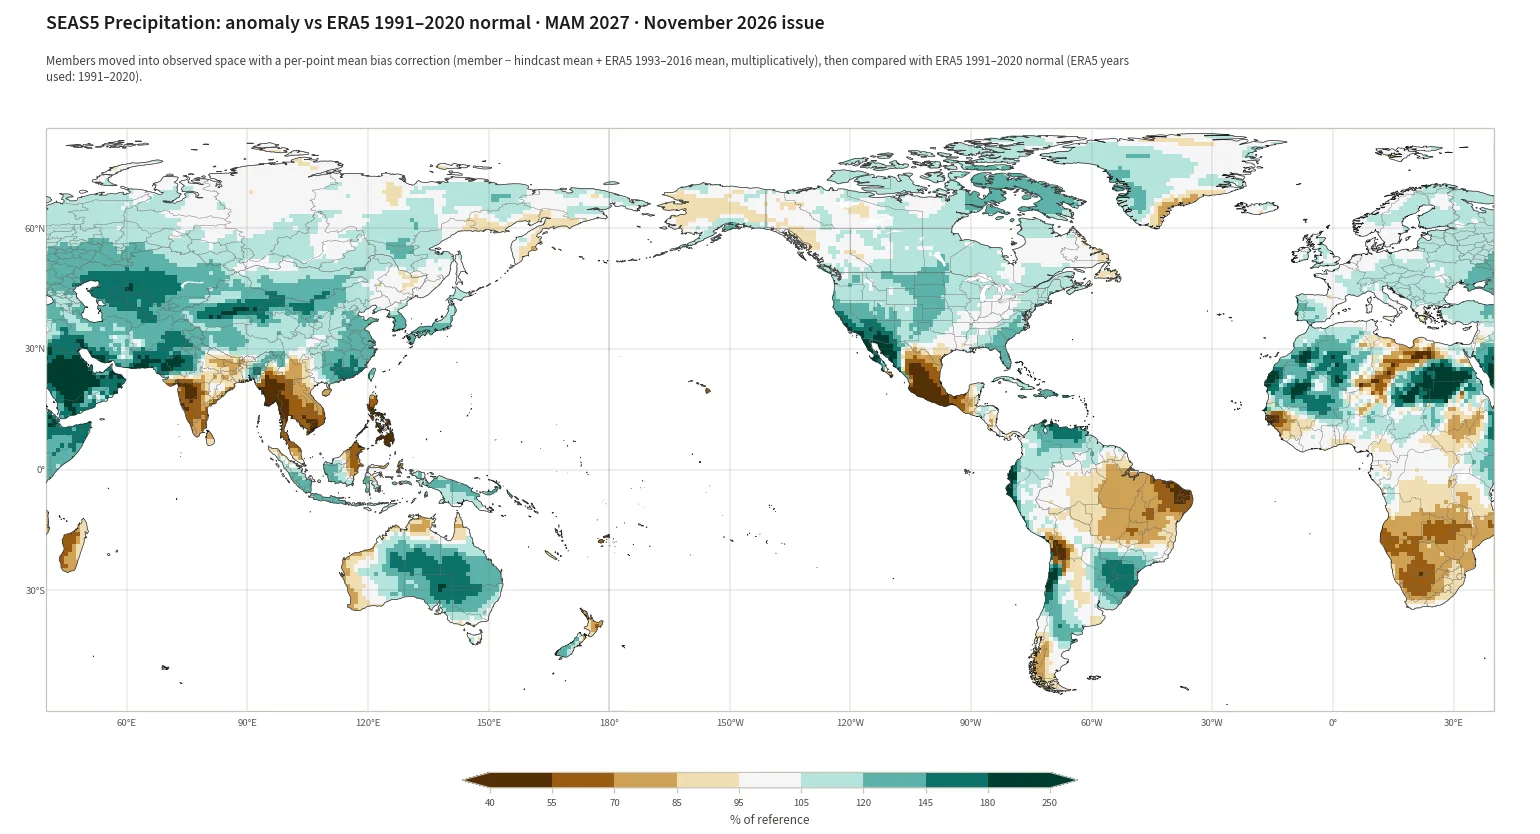 SEAS5 Precipitation: anomaly vs ERA5 1991–2020 normal · MAM 2027 · November 2026 issue
Members moved into observed space with a per-point mean bias correction (member − hindcast mean + ERA5 1993–2016 mean, multiplicatively), then compared with ERA5 1991–2020 normal (ERA5 years
used: 1991–2020).
60°N
30°N
0°
30°S
60°E 90°E 120°E 150°E 180° 150°W 120°W 90°W 60°W 30°W 0° 30°E
40 55 70 85 95 105 120 145 180 250
% of reference